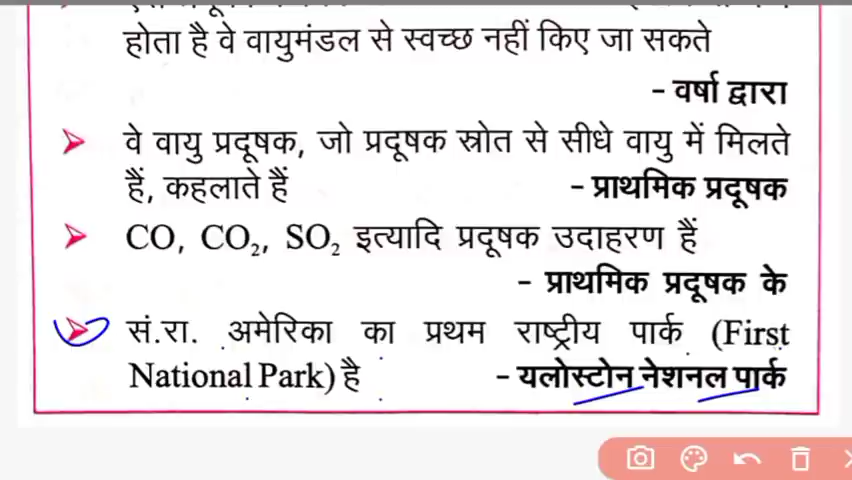 होता है वे वायुमंडल से स्वच्छ नहीं किए जा सकते
- वर्षा द्वारा
➤ वे वायु प्रदूषक, जो प्रदूषक स्रोत से सीधे वायु में मिलते
हैं, कहलाते हैं - प्राथमिक प्रदूषक
➤ CO, CO₂, SO₂ इत्यादि प्रदूषक उदाहरण हैं
- प्राथमिक प्रदूषक के
➤ सं.रा. अमेरिका का प्रथम राष्ट्रीय पार्क (First
National Park) है - यलोस्टोन नेशनल पार्क